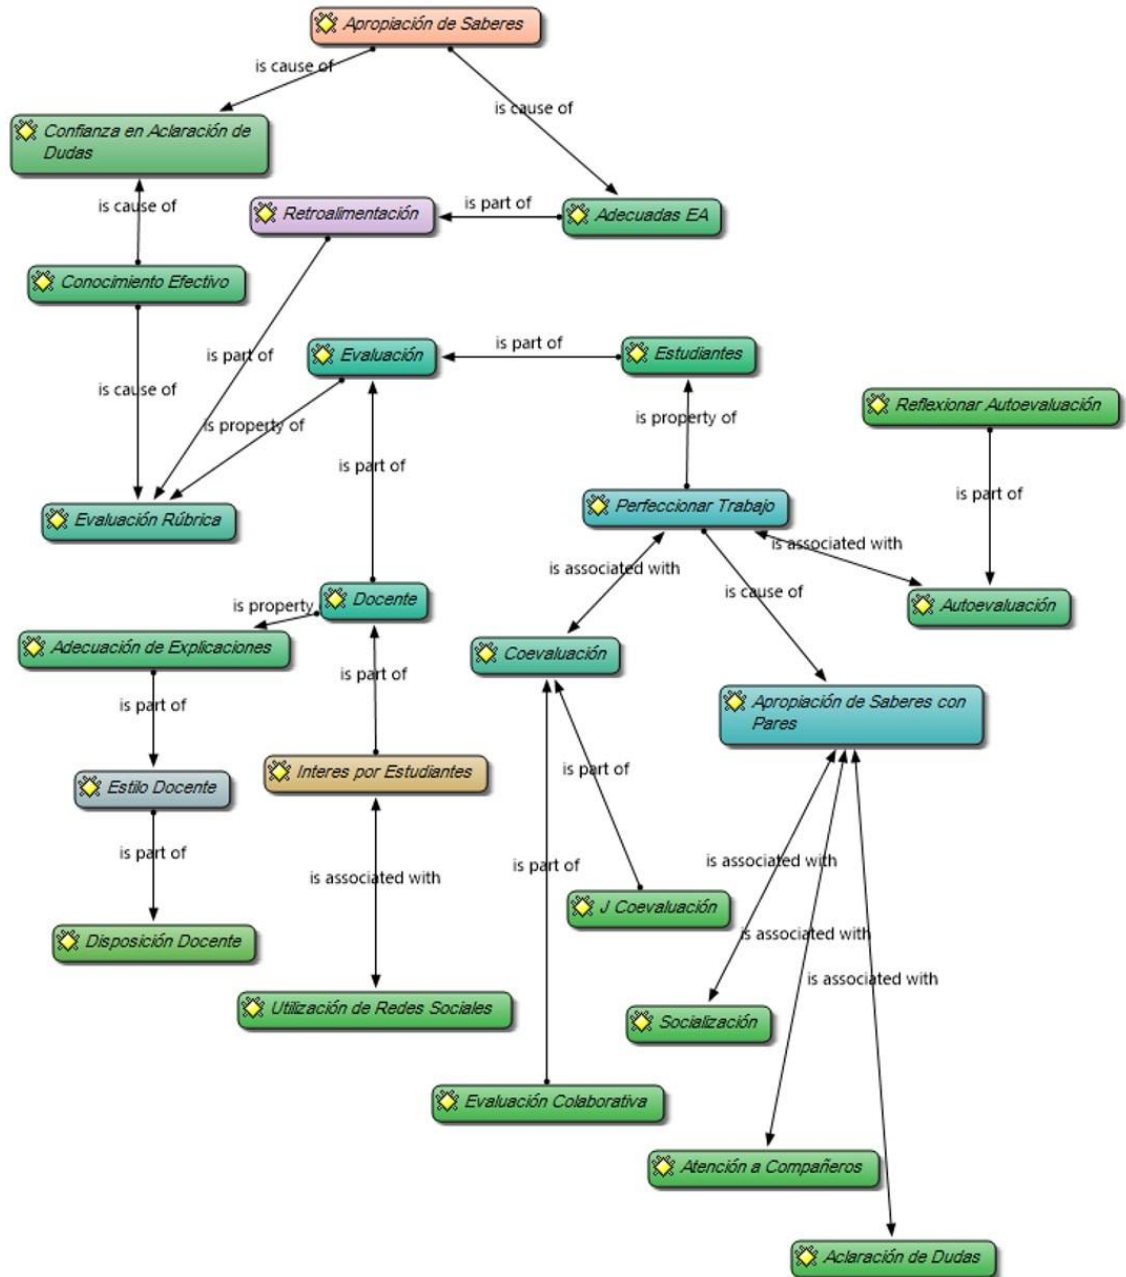 Apropiación de Saberes
is cause of
is cause of
Confianza en Aclaración de
Dudas
is cause of
Retroalimentación
is part of
Adecuadas EA
Conocimiento Efectivo
is part of
Evaluación
is part of
Estudiantes
is cause of
is property of
is property of
Reflexionar Autoevaluación
is part of
is part of
Evaluación Rúbrica
Perfeccionar Trabajo
is associated with
is associated with
is cause of
is property
Docente
Autoevaluación
Adecuación de Explicaciones
Coevaluación
is part of
is part of
Apropiación de Saberes con
Pares
Estilo Docente
Interes por Estudiantes
is part of
is part of
is associated with
is part of
is associated with
Disposición Docente
J Coevaluación
is associated with
is associated with
Utilización de Redes Sociales
Socialización
Evaluación Colaborativa
Atención a Compañeros
Aclaración de Dudas